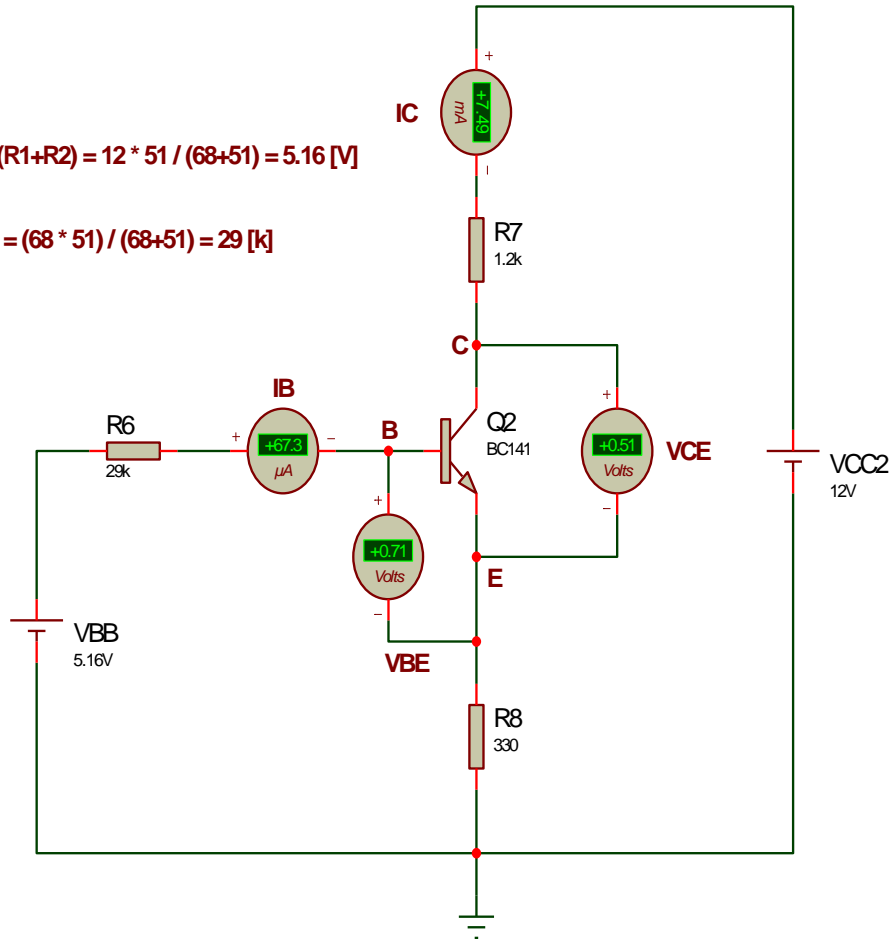 +
+7.49
mA
IC
−
(R1+R2) = 12 * 51 / (68+51) = 5.16 [V]
= (68 * 51) / (68+51) = 29 [k]
R7
1.2k
C
IB
R6
29k
+
+67.3
µA
−
B
Q2
BC141
+
+0.51
Volts
−
VCE
VCC2
12V
+
+0.71
Volts
−
E
VBB
5.16V
VBE
R8
330